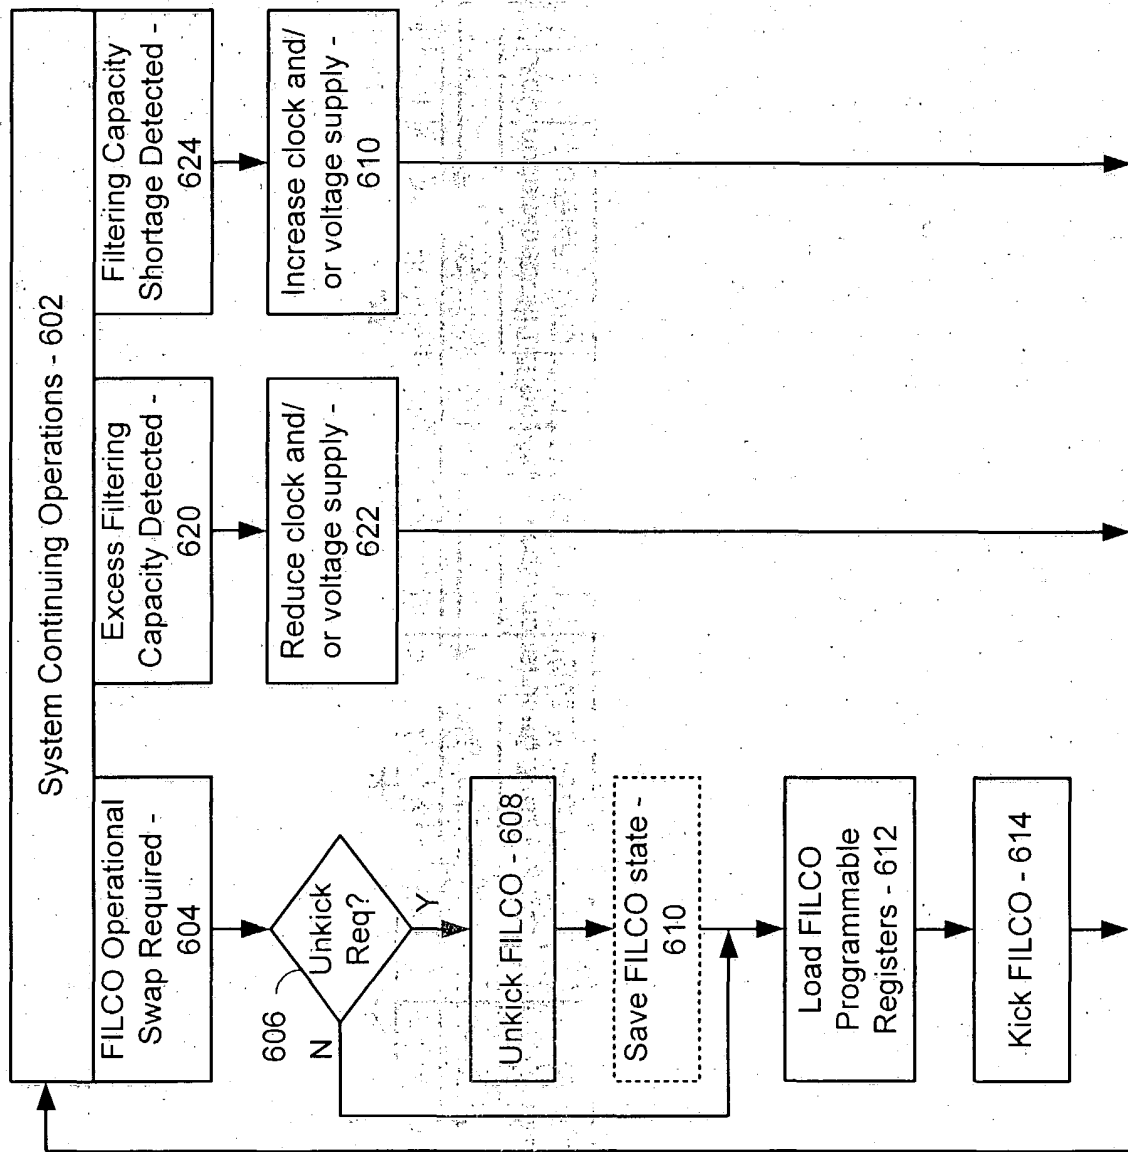 System Continuing Operations - 602
FILCO Operational
Swap Required -
604
606
Unkick
Req?
N
Y
Unkick FILCO - 608
Save FILCO state -
610
Load FILCO
Programmable
Registers - 612
Kick FILCO - 614
Excess Filtering
Capacity Detected -
620
Reduce clock and/
or voltage supply -
622
Filtering Capacity
Shortage Detected -
624
Increase clock and/
or voltage supply -
610